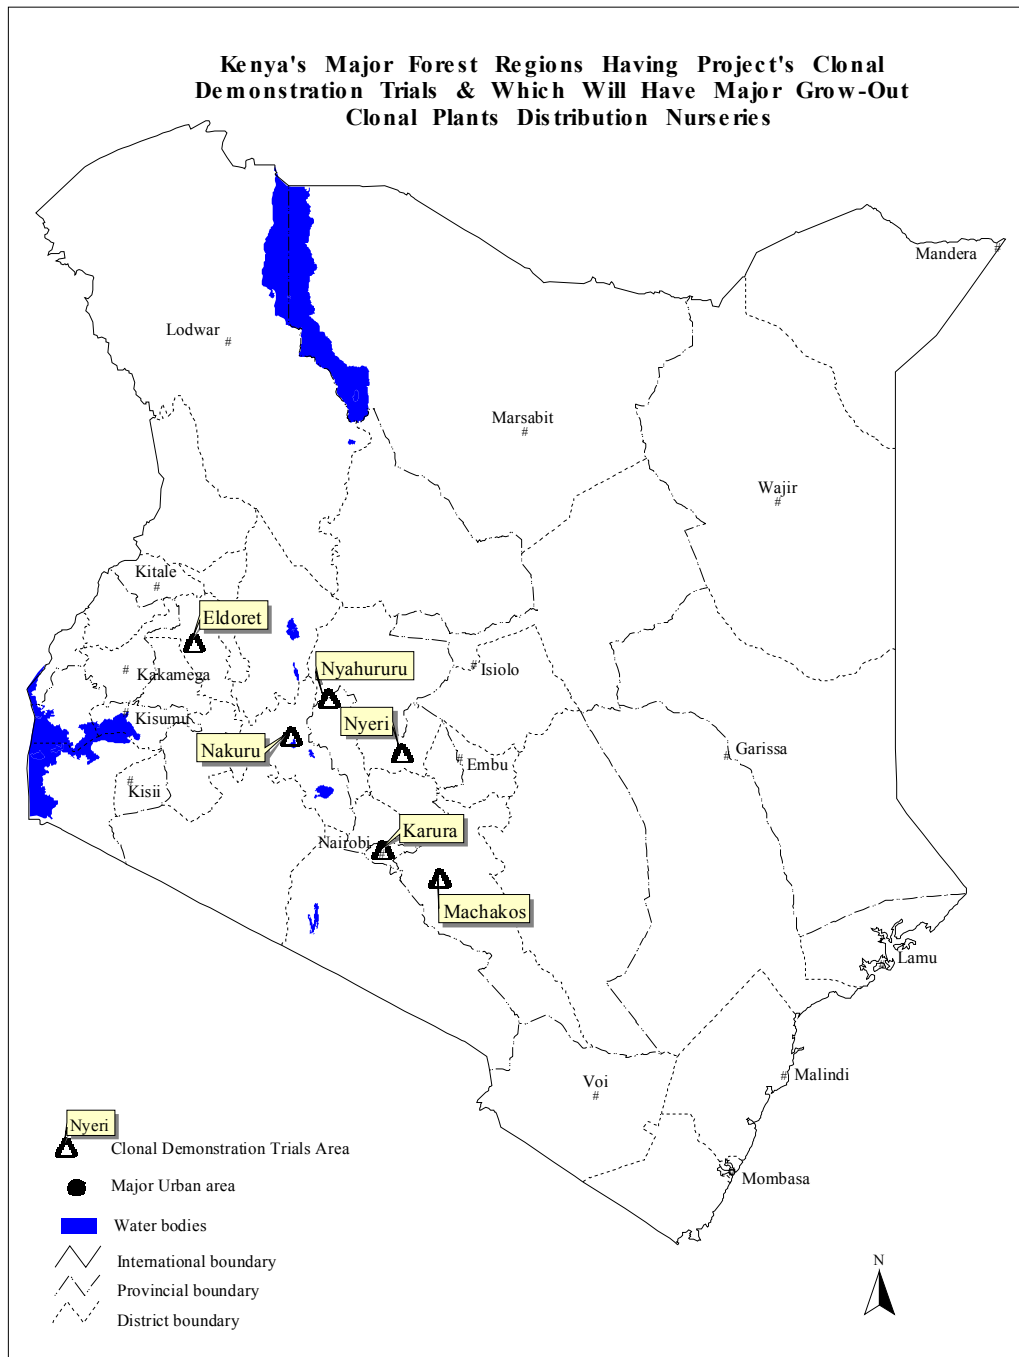 Kenya's Major Forest Regions Having Project's Clonal
Demonstration Trials & Which Will Have Major Grow-Out
Clonal Plants Distribution Nurseries
Mandera
#
Lodwar
#
Marsabit
#
Wajir
#
Kitale
#
Eldoret
Nyahururu
# Isiolo
# Kakamega
# Kisumu
Nyeri
Nakuru
Garissa
#
# Embu
#
Kisii
Karura
Nairobi
Machakos
Lamu
Voi
#
# Malindi
Mombasa
Nyeri
Clonal Demonstration Trials Area
Major Urban area
Water bodies
International boundary
Provincial boundary
District boundary
N